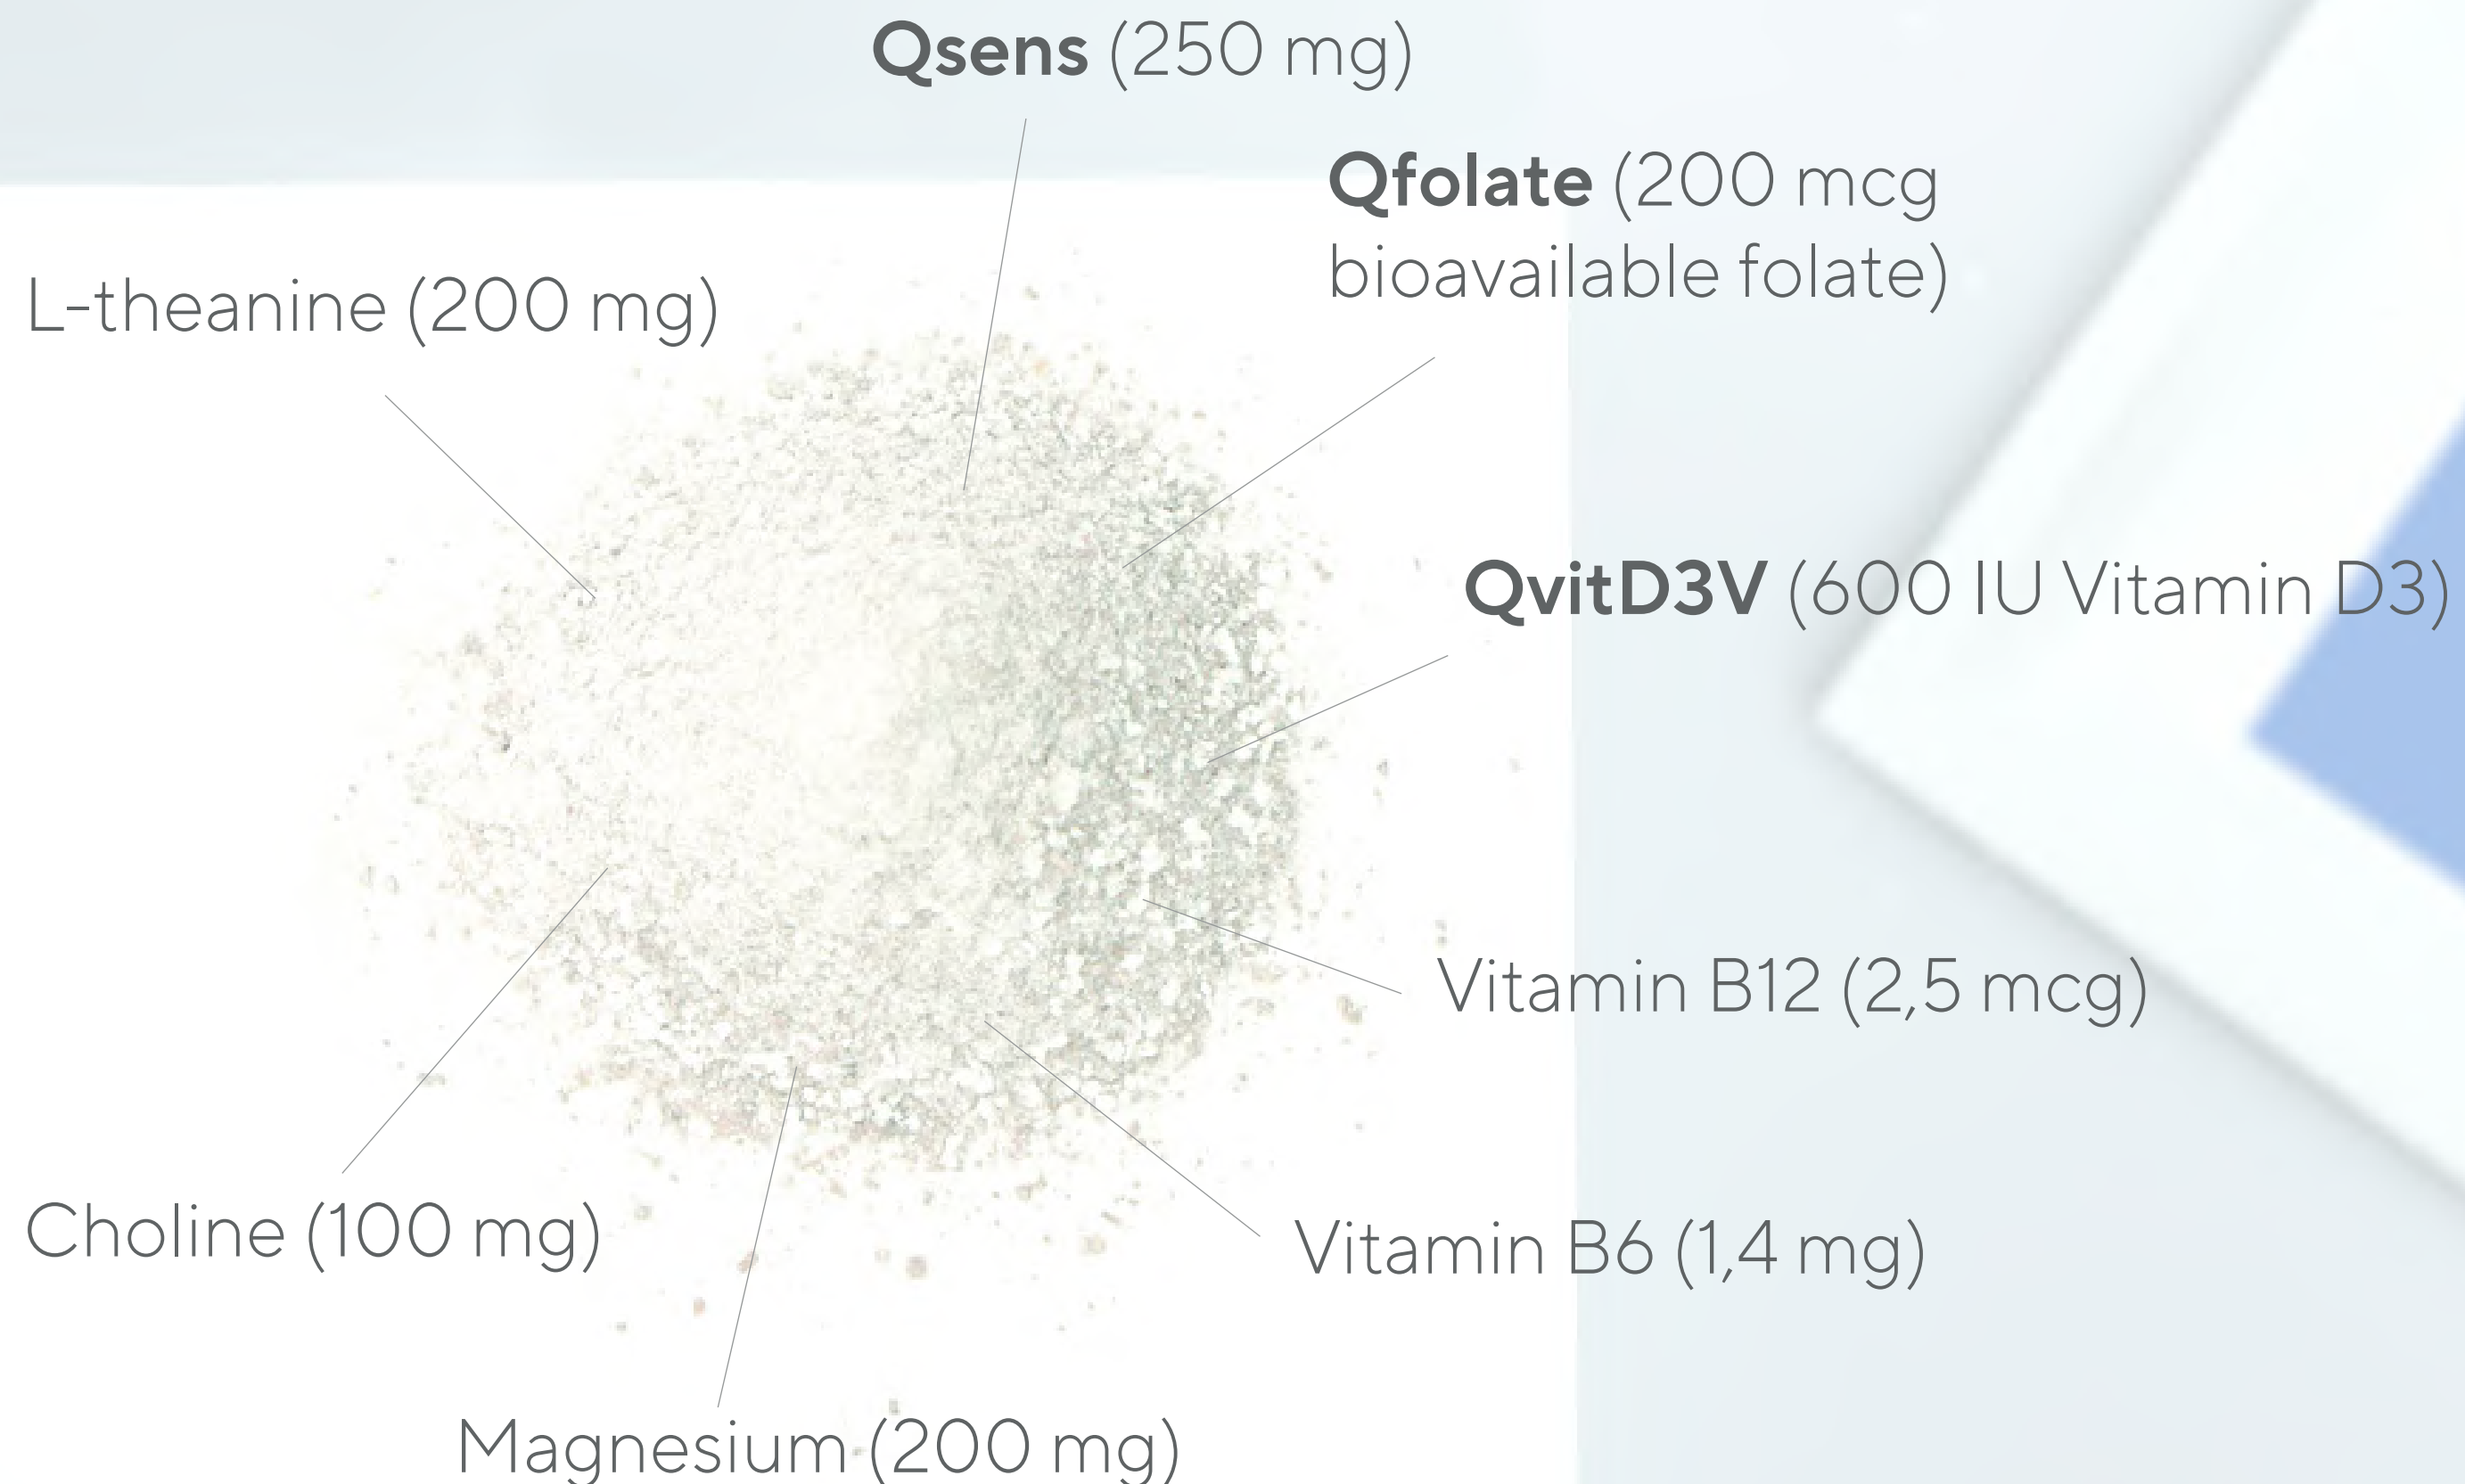 Qsens (250 mg)
Qfolate (200 mcg
bioavailable folate)
L-theanine (200 mg)
QvitD3V (600 IU Vitamin D3)
Vitamin B12 (2,5 mcg)
Choline (100 mg)
Vitamin B6 (1,4 mg)
Magnesium (200 mg)